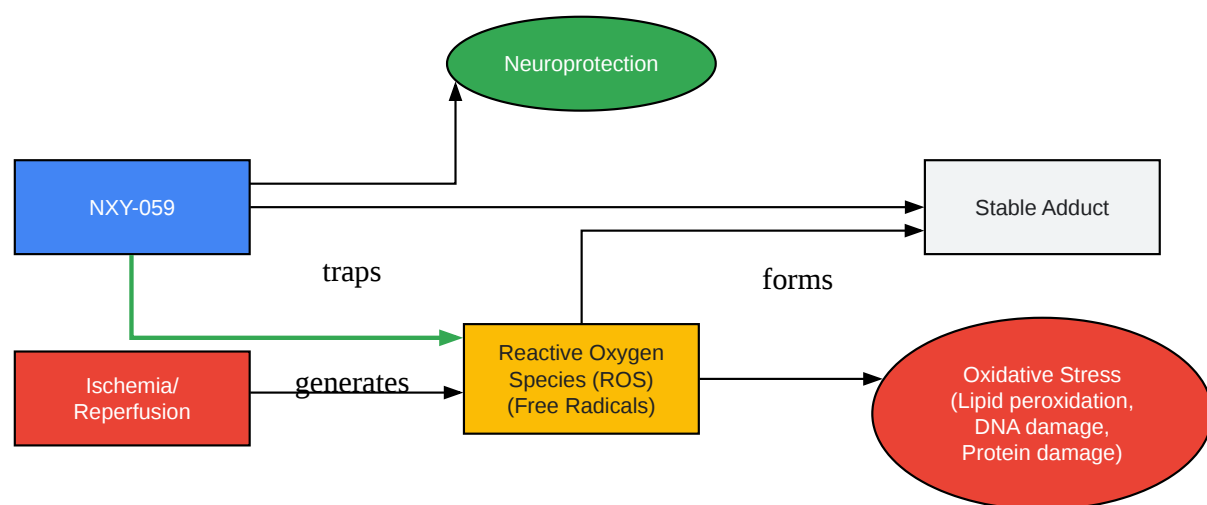 Neuroprotection
NXY-059
Stable Adduct
traps
forms
Ischemia/
Reperfusion
generates
Reactive Oxygen
Species (ROS)
(Free Radicals)
Oxidative Stress
(Lipid peroxidation,
DNA damage,
Protein damage)